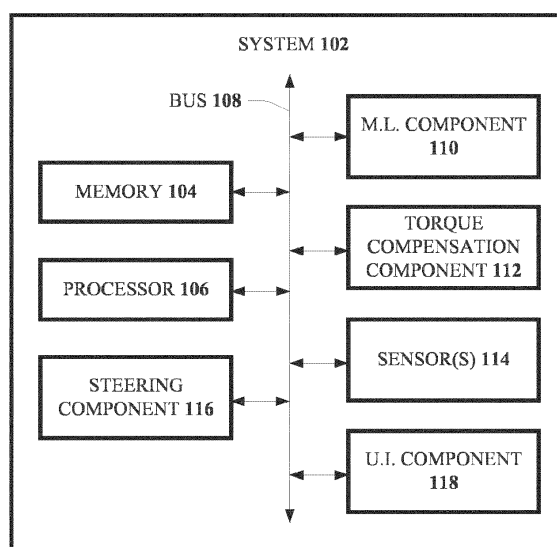 SYSTEM 102
BUS 108
M.L. COMPONENT
110
MEMORY 104
TORQUE
COMPENSATION
COMPONENT 112
PROCESSOR 106
SENSOR(S) 114
STEERING
COMPONENT 116
U.I. COMPONENT
118